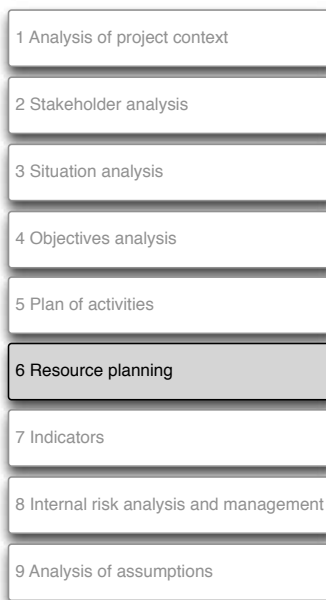 1 Analysis of project context
2 Stakeholder analysis
3 Situation analysis
4 Objectives analysis
5 Plan of activities
6 Resource planning
7 Indicators
8 Internal risk analysis and management
9 Analysis of assumptions